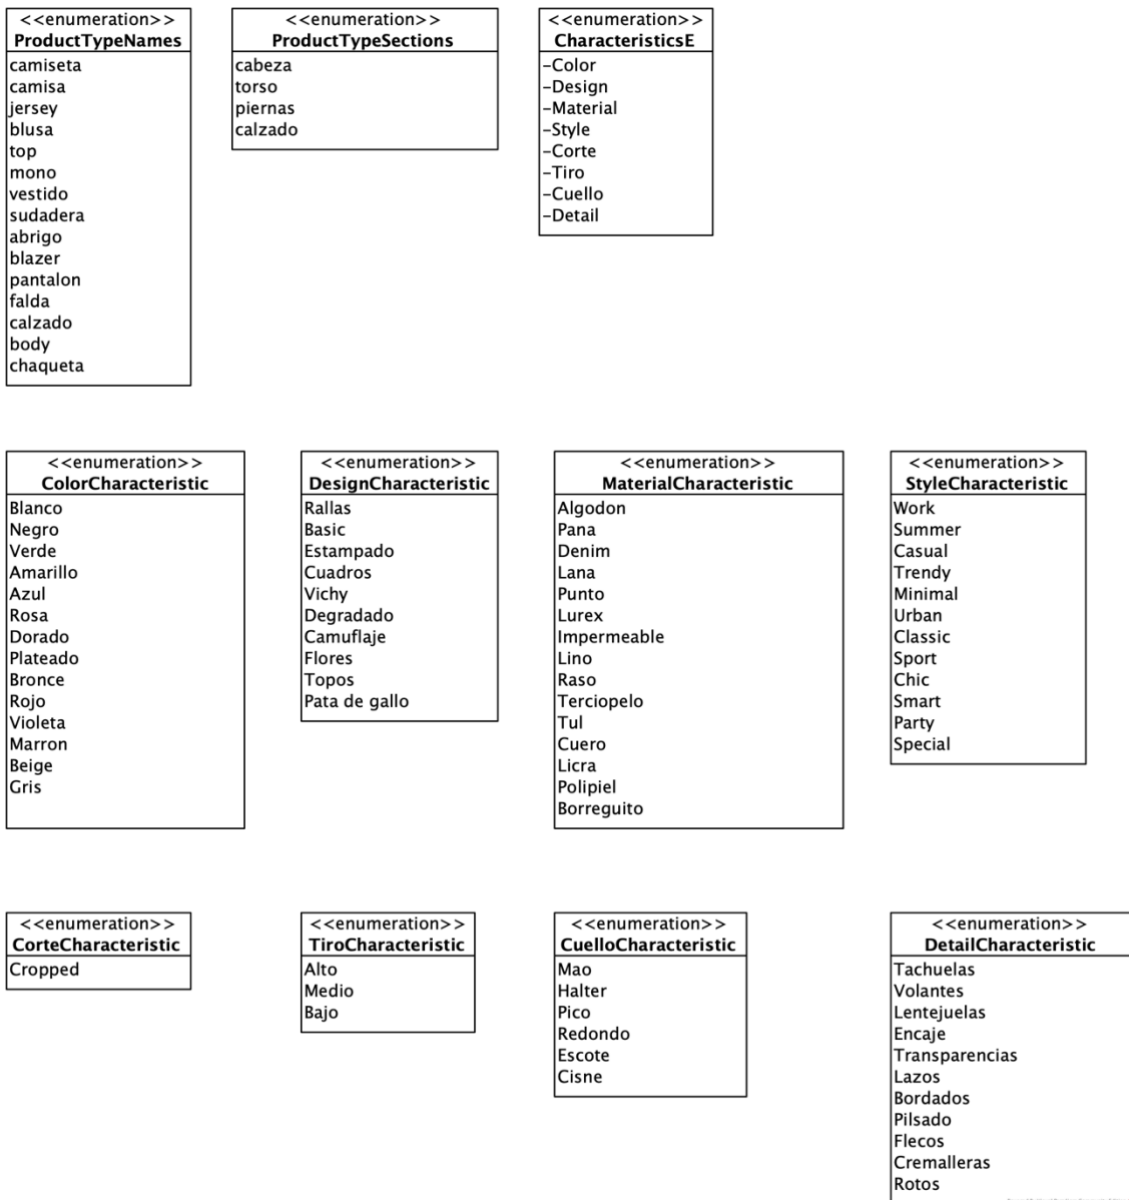 <<enumeration>>
ProductTypeNames
camiseta
camisa
jersey
blusa
top
mono
vestido
sudadera
abrigo
blazer
pantalon
falda
calzado
body
chaqueta
<<enumeration>>
ProductTypeSections
cabeza
torso
piernas
calzado
<<enumeration>>
CharacteristicsE
-Color
-Design
-Material
-Style
-Corte
-Tiro
-Cuello
-Detail
<<enumeration>>
ColorCharacteristic
Blanco
Negro
Verde
Amarillo
Azul
Rosa
Dorado
Plateado
Bronce
Rojo
Violeta
Marron
Beige
Gris
<<enumeration>>
DesignCharacteristic
Rallas
Basic
Estampado
Cuadros
Vichy
Degradado
Camuflaje
Flores
Topos
Pata de gallo
<<enumeration>>
MaterialCharacteristic
Algodon
Pana
Denim
Lana
Punto
Lurex
Impermeable
Lino
Raso
Terciopelo
Tul
Cuero
Licra
Polipiel
Borreguito
<<enumeration>>
StyleCharacteristic
Work
Summer
Casual
Trendy
Minimal
Urban
Classic
Sport
Chic
Smart
Party
Special
<<enumeration>>
CorteCharacteristic
Cropped
<<enumeration>>
TiroCharacteristic
Alto
Medio
Bajo
<<enumeration>>
CuelloCharacteristic
Mao
Halter
Pico
Redondo
Escote
Cisne
<<enumeration>>
DetailCharacteristic
Tachuelas
Volantes
Lentejuelas
Encaje
Transparencias
Lazos
Bordados
Pilsado
Flecos
Cremalleras
Rotos